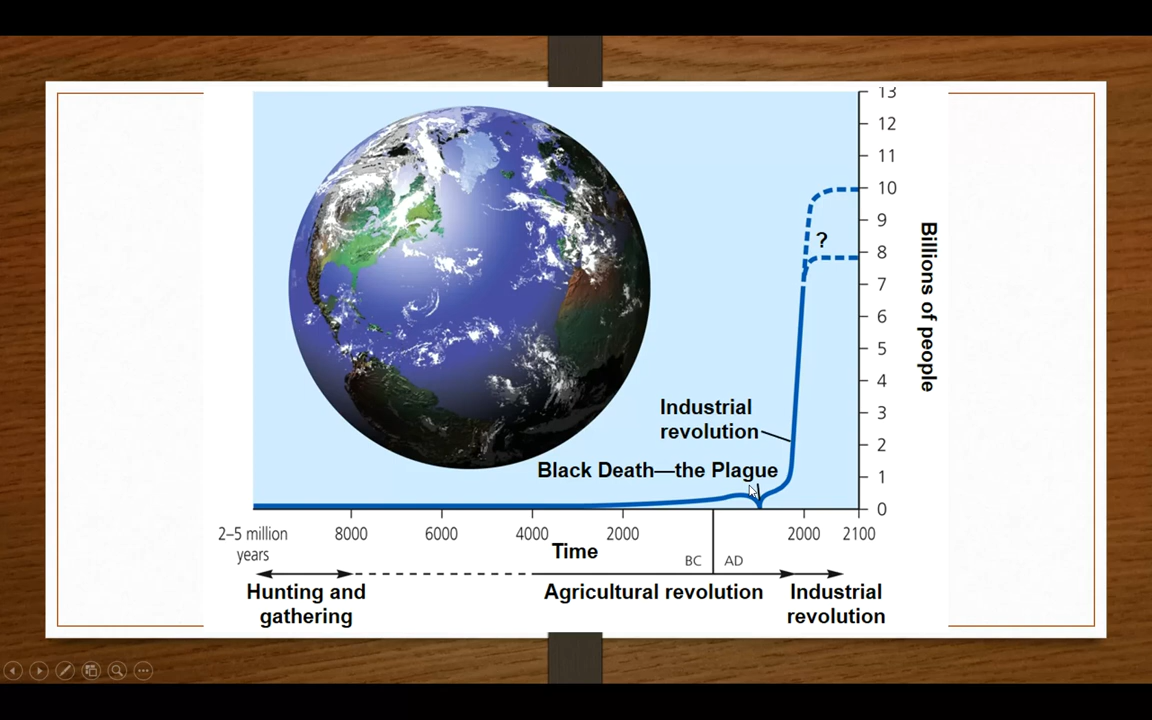 13
12
11
10
9
8
7
6
5
4
3
2
1
0
Billions of people
?
Industrial
revolution
Black Death—the Plague
2–5 million
years
8000
6000
4000
2000
2000
2100
Time
BC
AD
Hunting and
gathering
Agricultural revolution
Industrial
revolution